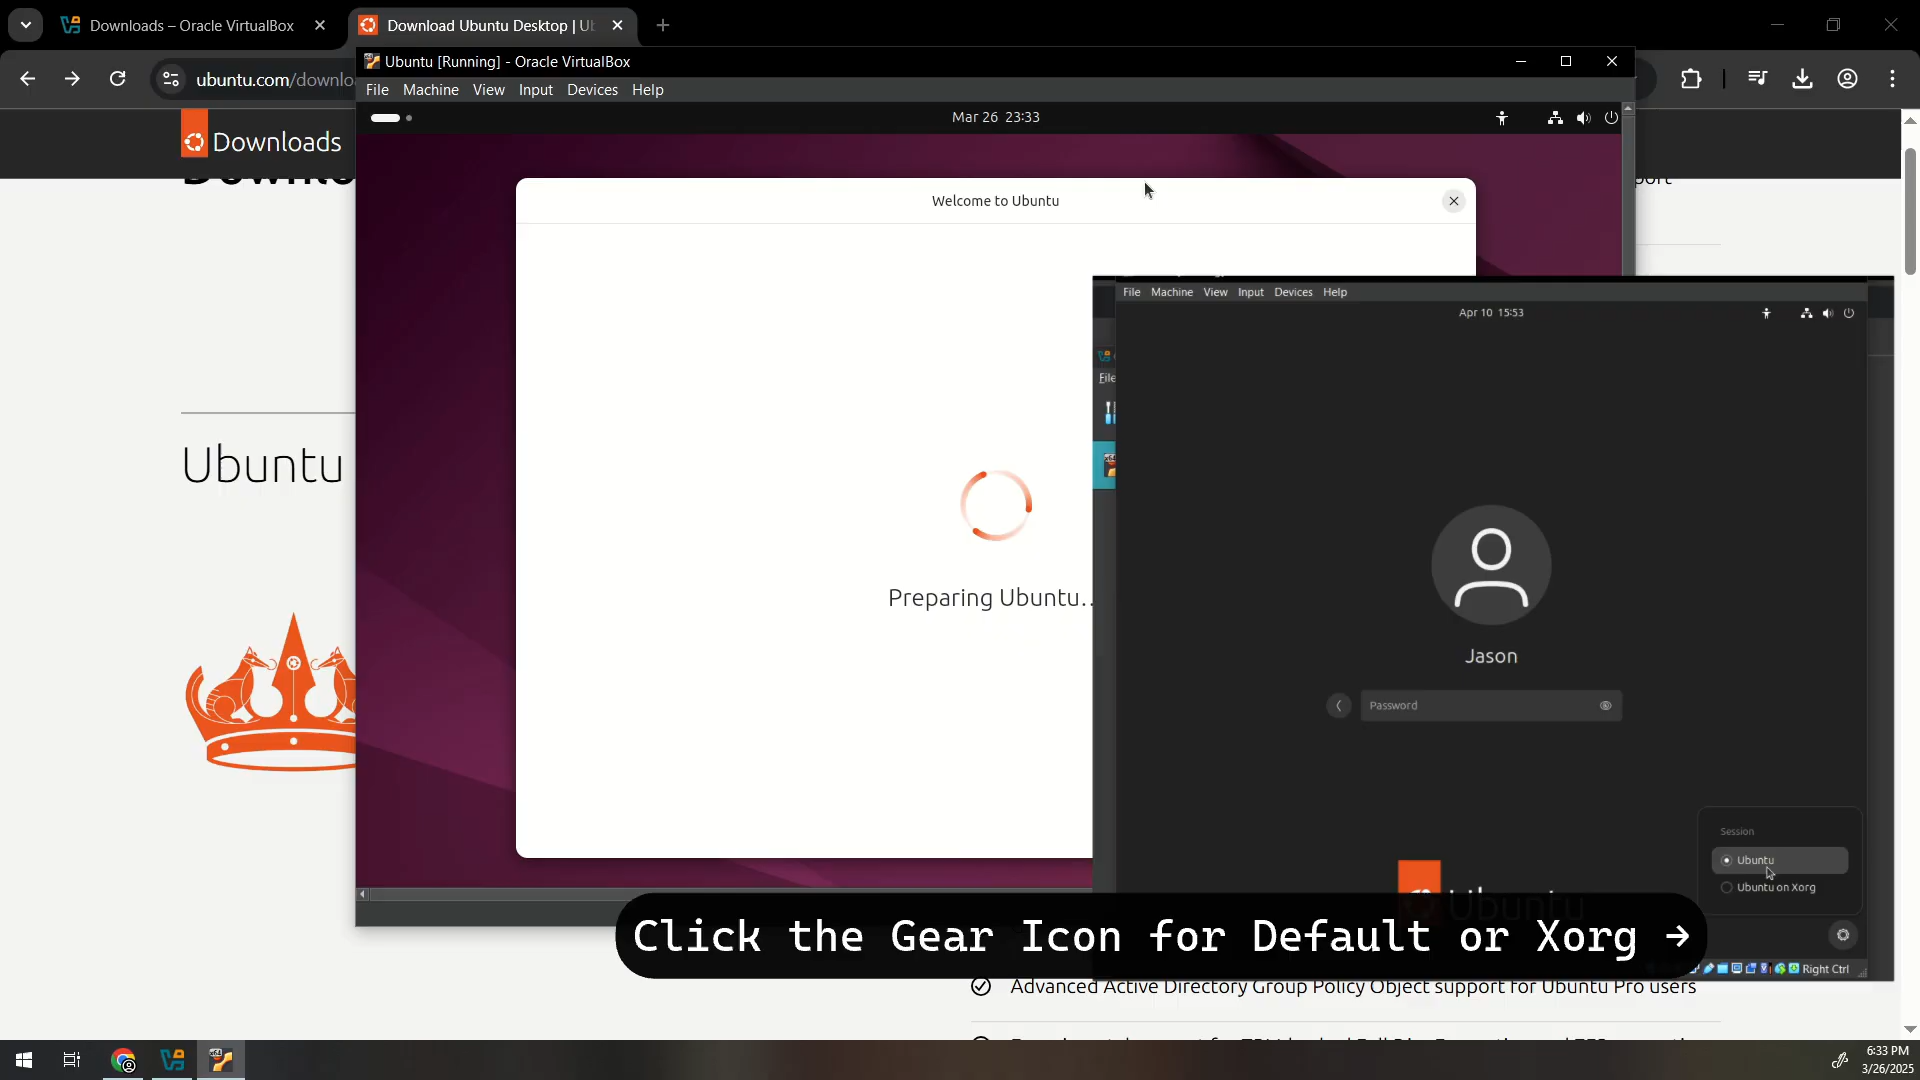 Downloads – Oracle VirtualBox
Download Ubuntu Desktop | Ub
ubuntu.com/downlo
Ubuntu [Running] - Oracle VirtualBox
File Machine View Input Devices Help
Mar 26 23:33
Downloads
Welcome to Ubuntu
Preparing Ubuntu..
Ubuntu
File Machine View Input Devices Help
Apr 10 15:53
File
Jason
Password
Session
Ubuntu
Ubuntu on Xorg
Ubuntu
Click the Gear Icon for Default or Xorg →
Right Ctrl
Advanced Active Directory Group Policy Object support for Ubuntu Pro users
6:33 PM
3/26/2025